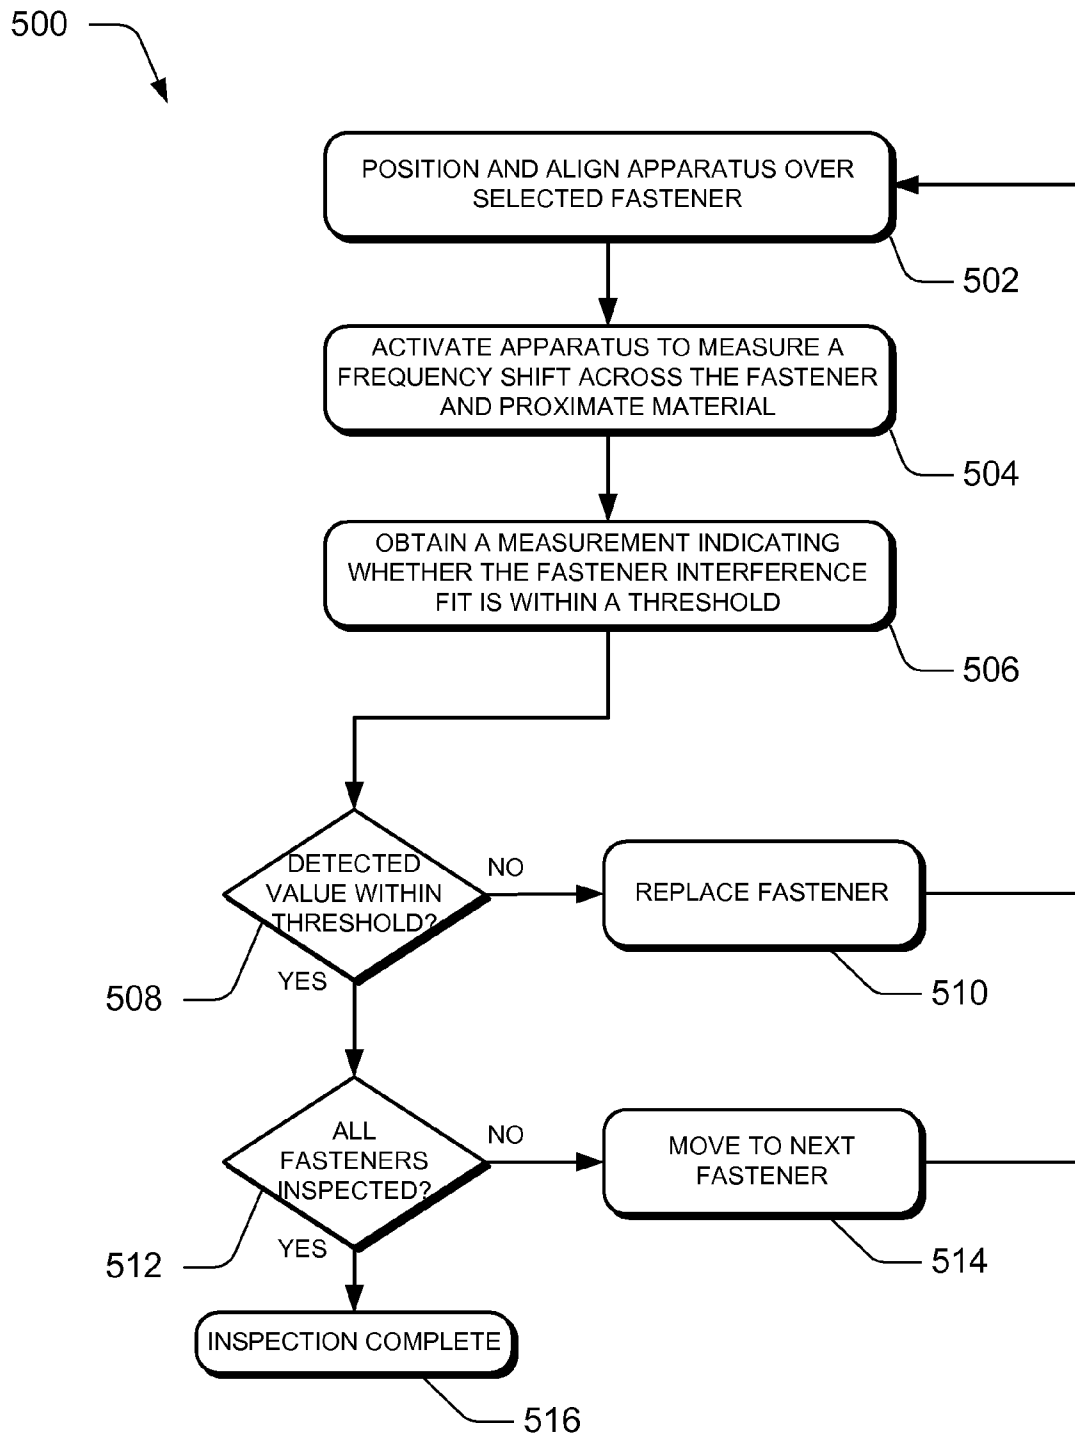 500
POSITION AND ALIGN APPARATUS OVER
SELECTED FASTENER
502
ACTIVATE APPARATUS TO MEASURE A
FREQUENCY SHIFT ACROSS THE FASTENER
AND PROXIMATE MATERIAL
504
OBTAIN A MEASUREMENT INDICATING
WHETHER THE FASTENER INTERFERENCE
FIT IS WITHIN A THRESHOLD
506
DETECTED
VALUE WITHIN
THRESHOLD?
NO
REPLACE FASTENER
YES
508
510
ALL
FASTENERS
INSPECTED?
NO
MOVE TO NEXT
FASTENER
YES
512
514
INSPECTION COMPLETE
516